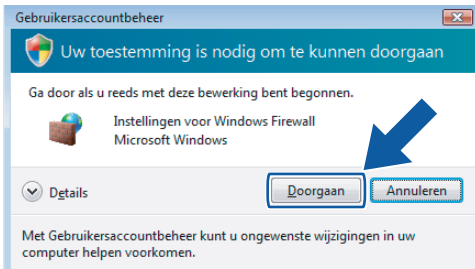 Gebruikersaccountbeheer
Uw toestemming is nodig om te kunnen doorgaan
Ga door als u reeds met deze bewerking bent begonnen.
Instellingen voor Windows Firewall
Microsoft Windows
Details
Doorgaan
Annuleren
Met Gebruikersaccountbeheer kunt u ongewenste wijzigingen in uw
computer helpen voorkomen.